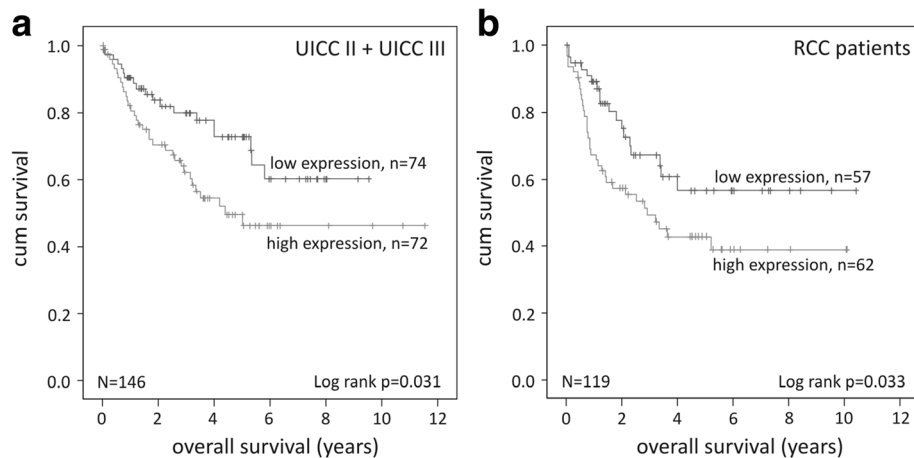 a
UICC II + UICC III
cum survival
1.0
0.8
0.6
0.4
0.2
0.0
low expression, n=74
high expression, n=72
N=146
Log rank p=0.031
0 2 4 6 8 10 12
overall survival (years)
b
RCC patients
cum survival
1.0
0.8
0.6
0.4
0.2
0.0
low expression, n=57
high expression, n=62
N=119
Log rank p=0.033
0 2 4 6 8 10 12
overall survival (years)